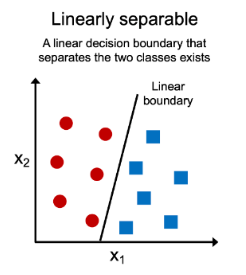 Linearly separable
A linear decision boundary that
separates the two classes exists
Linear
boundary
X₂
X₁